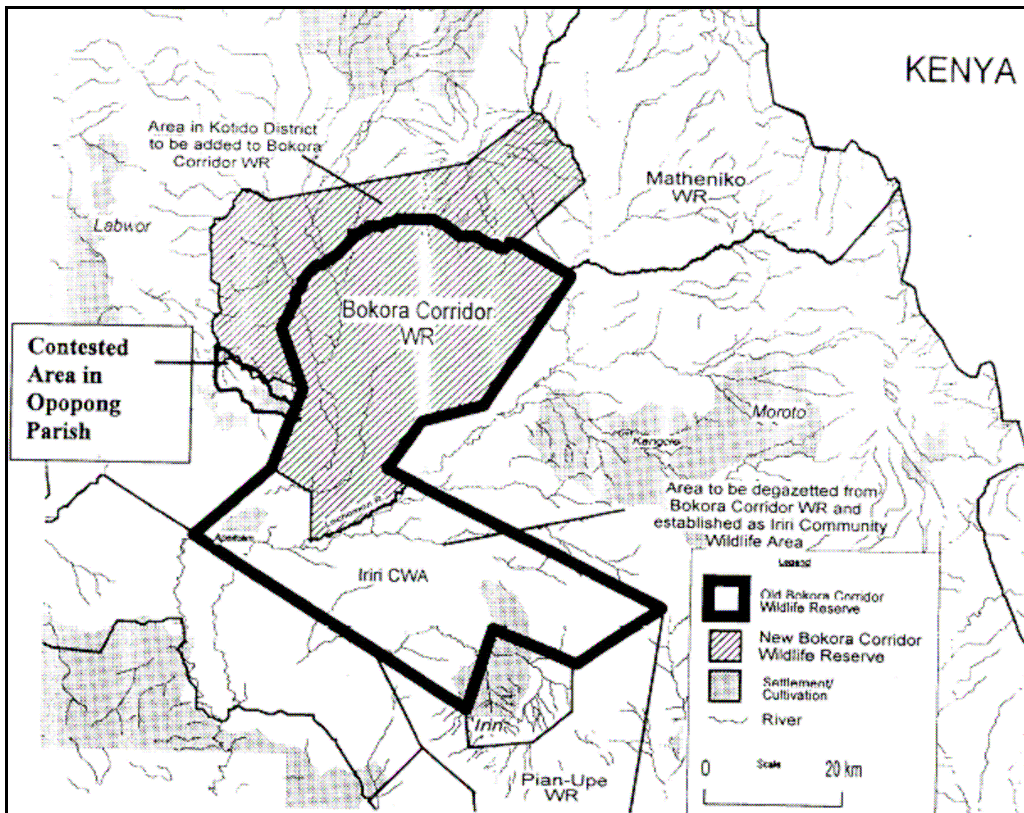 KENYA
Area in Kotido District
to be added to Bokora
Corridor WR
Matheniko
WR
Labwor
Bokora Corridor
WR
Contested
Area in
Opopong
Parish
Moroto
Kangole
Area to be degazetted from
Bokora Corridor WR and
established as Iriri Community
Wildlife Area
Iriri CWA
Legend
Old Bokora Corridor
Wildlife Reserve
New Bokora Corridor
Wildlife Reserve
Settlement/
Cultivation
River
Iriri
Pian-Upe
WR
0 Scale 20 km